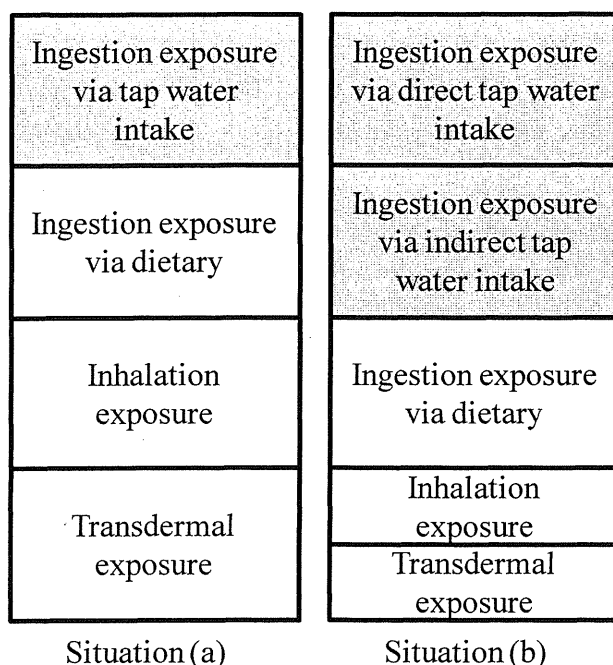 Ingestion exposure
via tap water
intake
Ingestion exposure
via dietary
Inhalation
exposure
Transdermal
exposure
Situation (a)
Ingestion exposure
via direct tap water
intake
Ingestion exposure
via indirect tap
water intake
Ingestion exposure
via dietary
Inhalation
exposure
Transdermal
exposure
Situation (b)